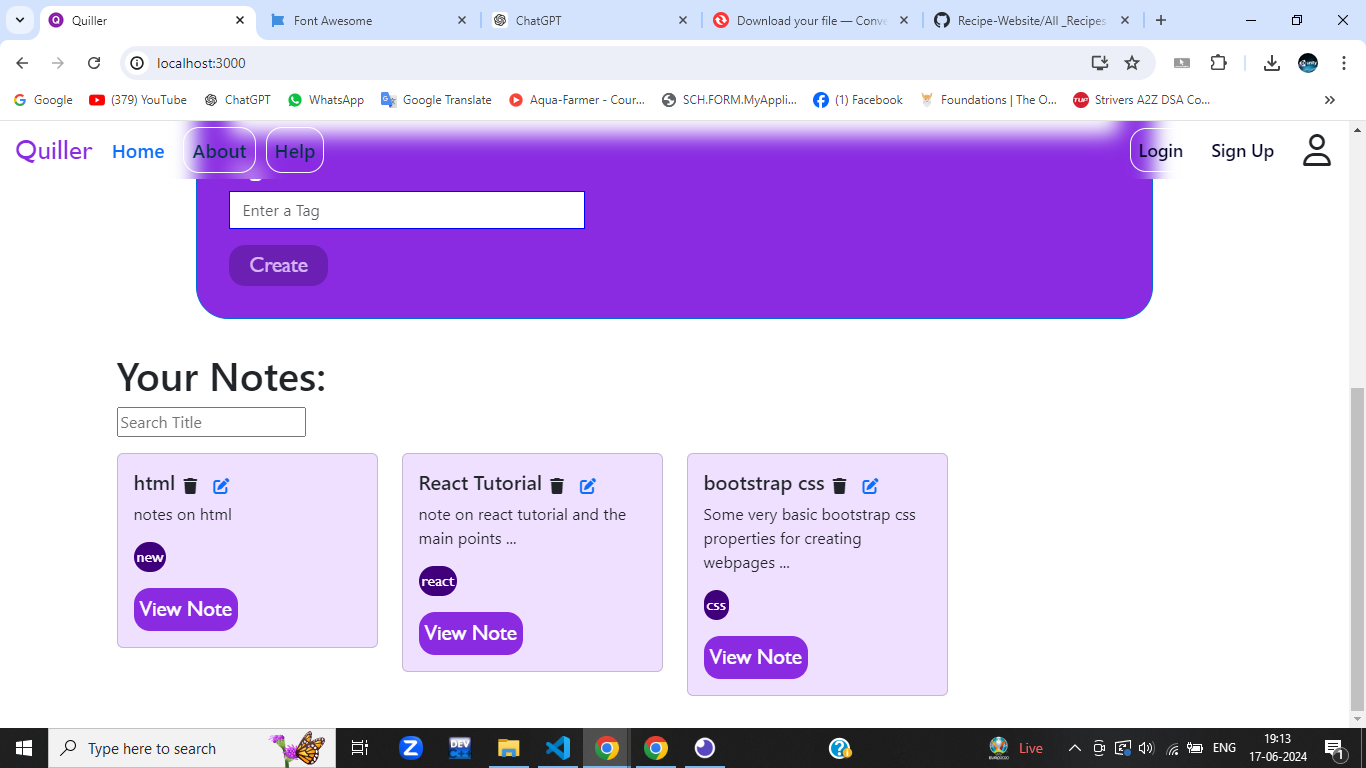 Quiller
Font Awesome
ChatGPT
Download your file — Conve
Recipe-Website/All _Recipes
localhost:3000
Google
(379) YouTube
ChatGPT
WhatsApp
Google Translate
Aqua-Farmer - Cour...
SCH.FORM.MyAppli...
(1) Facebook
Foundations | The O...
Strivers A2Z DSA Co...
Quiller
Home
About
Help
Login
Sign Up
Enter a Tag
Create
Your Notes:
Search Title
html
notes on html
new
View Note
React Tutorial
note on react tutorial and the
main points ...
react
View Note
bootstrap css
Some very basic bootstrap css
properties for creating
webpages ...
css
View Note
Type here to search
DEV
Live
ENG
19:13
17-06-2024
1